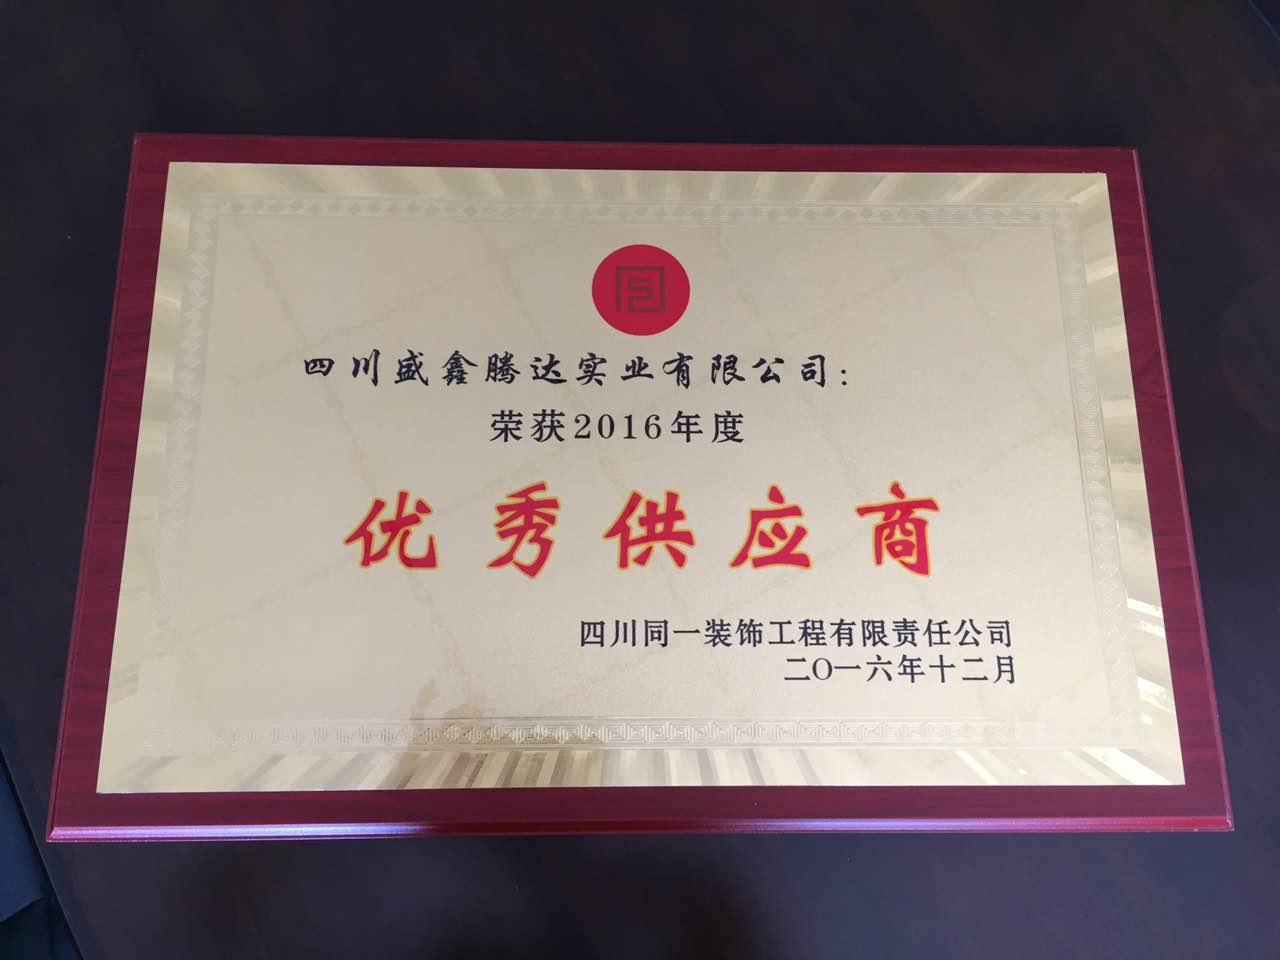 四川盛鑫腾达实业有限公司：
荣获2016年度
优秀供应商
四川同一装饰工程有限责任公司
二〇一六年十二月